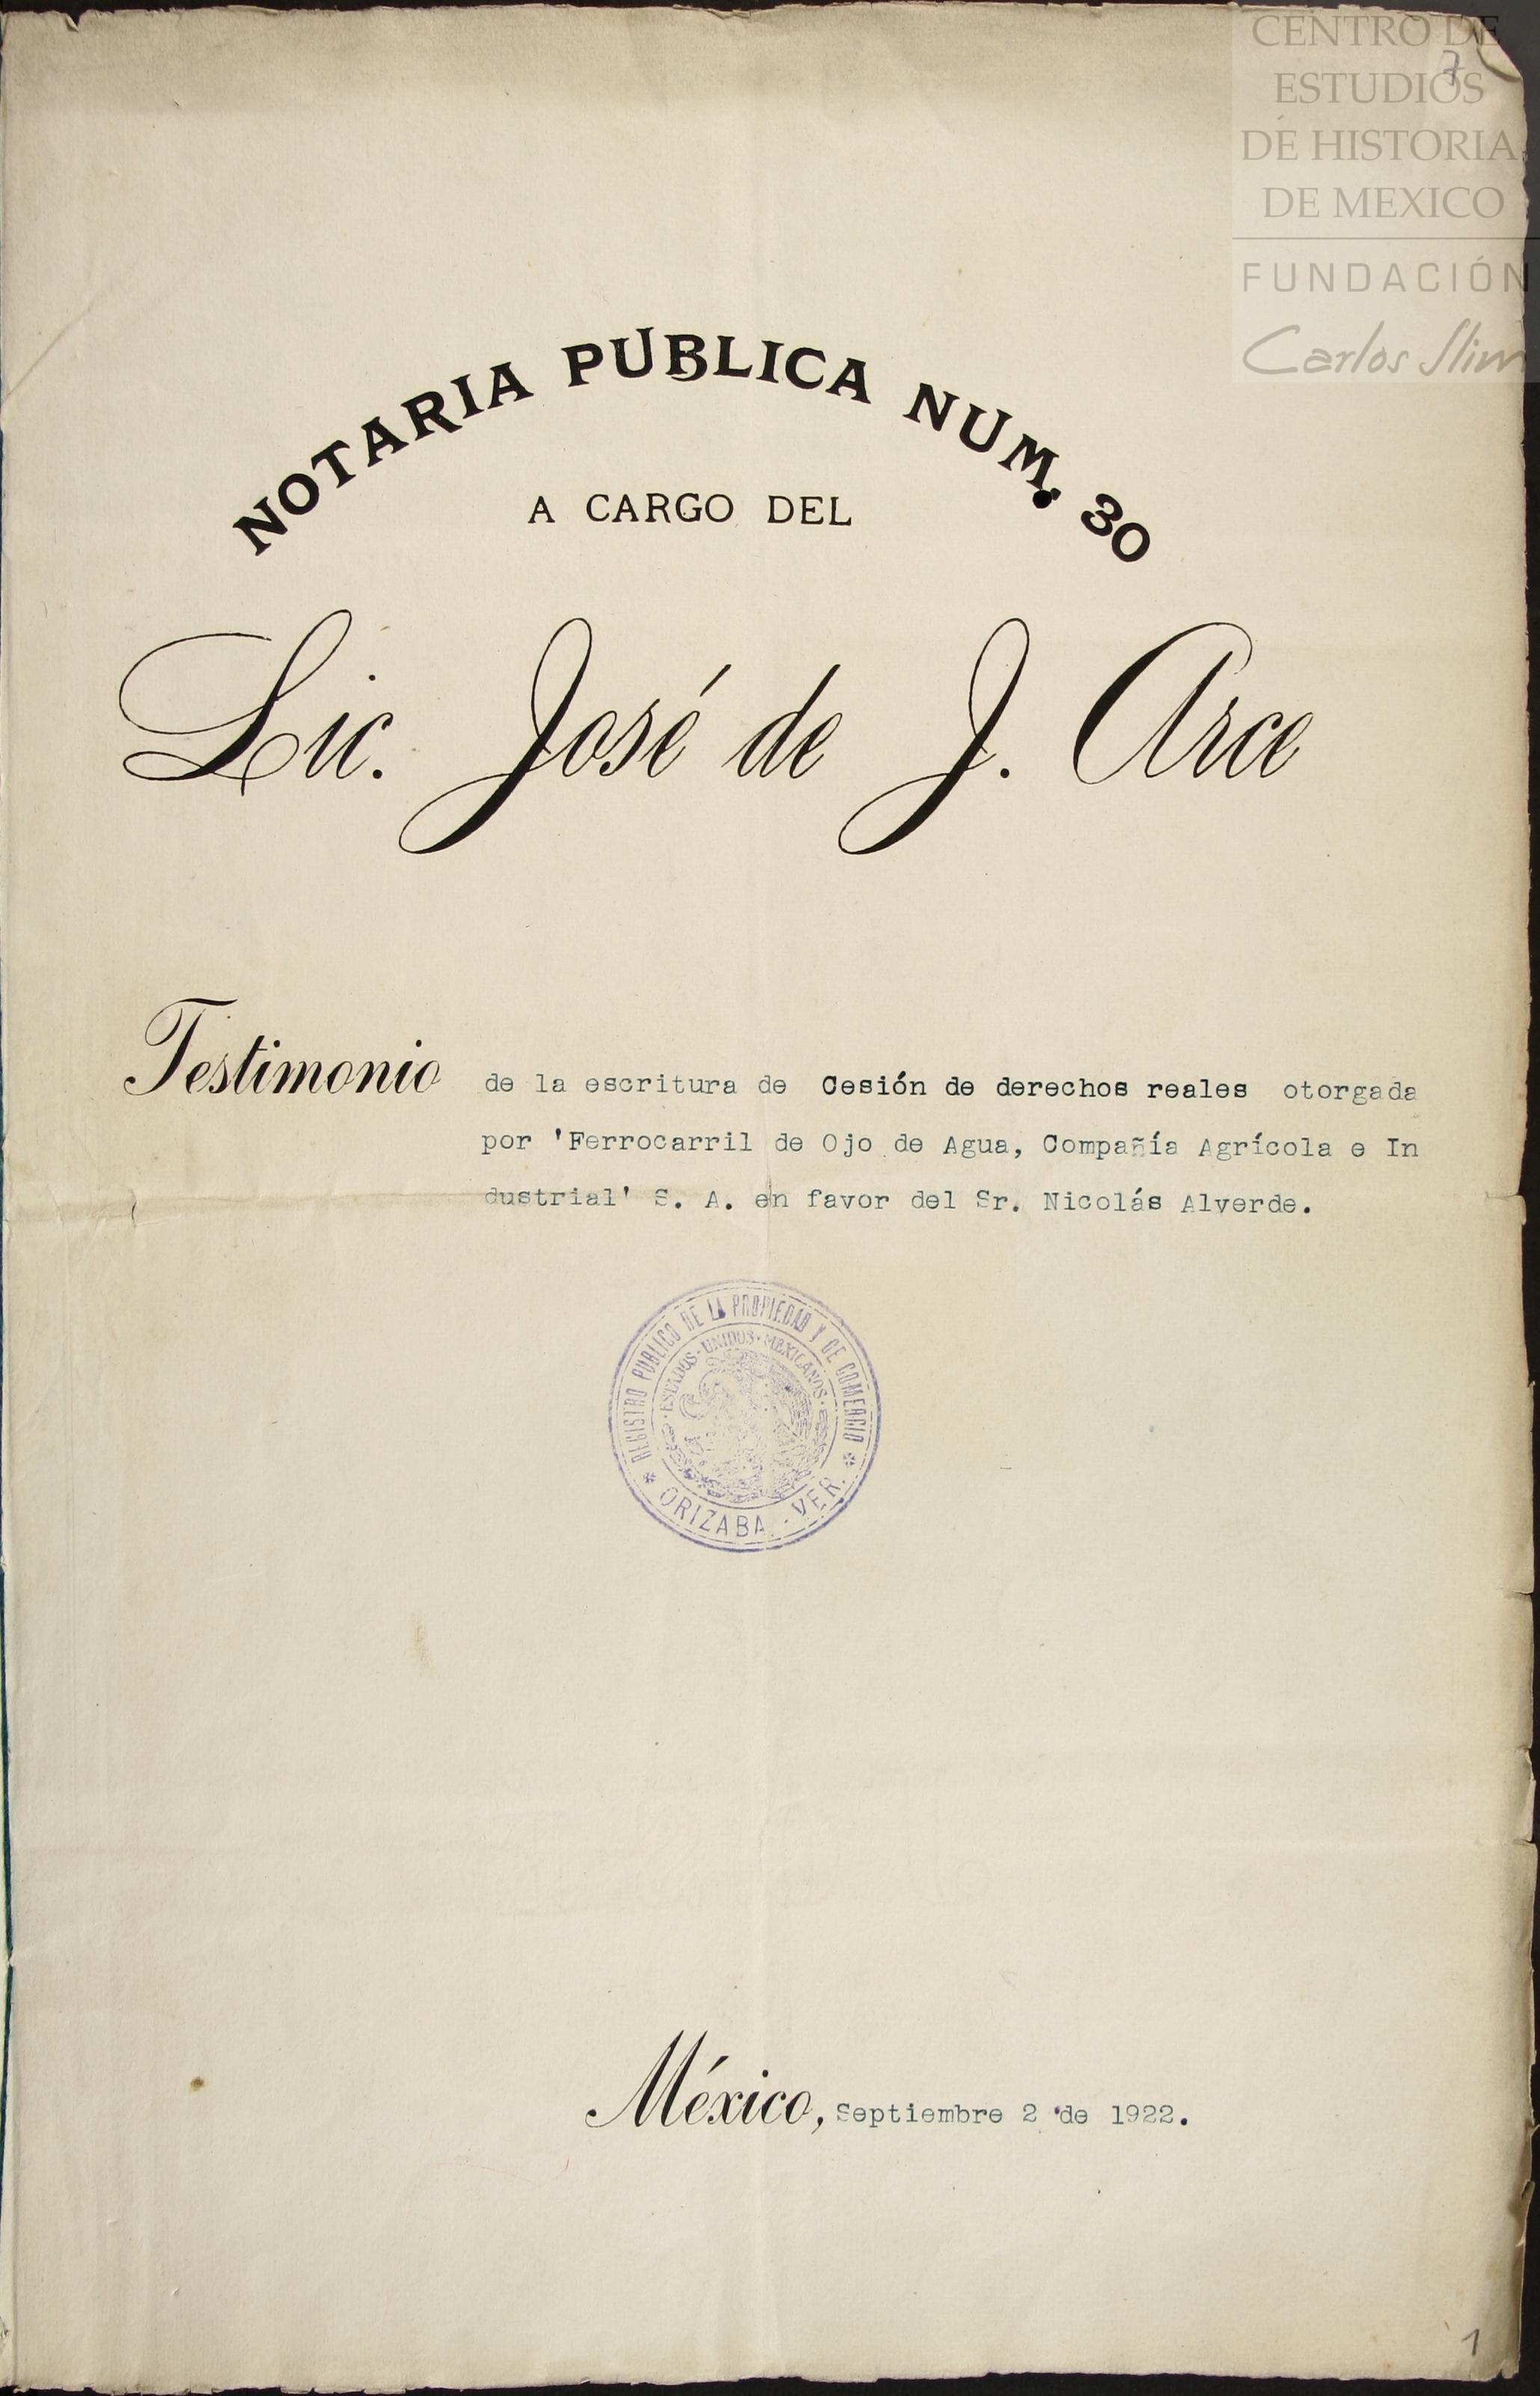 CENTRO DE
ESTUDIOS
DE HISTORIA
DE MEXICO
FUNDACIÓN
Carlos Slim
7
NOTARIA PUBLICA NUM. 30
A CARGO DEL
Lic. José de J. Arce
Testimonio de la escritura de Cesión de derechos reales otorgada
por 'Ferrocarril de Ojo de Agua, Compañía Agrícola e In
dustrial' S. A. en favor del Sr. Nicolás Alverde.
REGISTRO PUBLICO DE LA PROPIEDAD Y DE COMERCIO
ESTADOS·UNIDOS·MEXICANOS
ORIZABA.·VER.
México, Septiembre 2 de 1922.
1